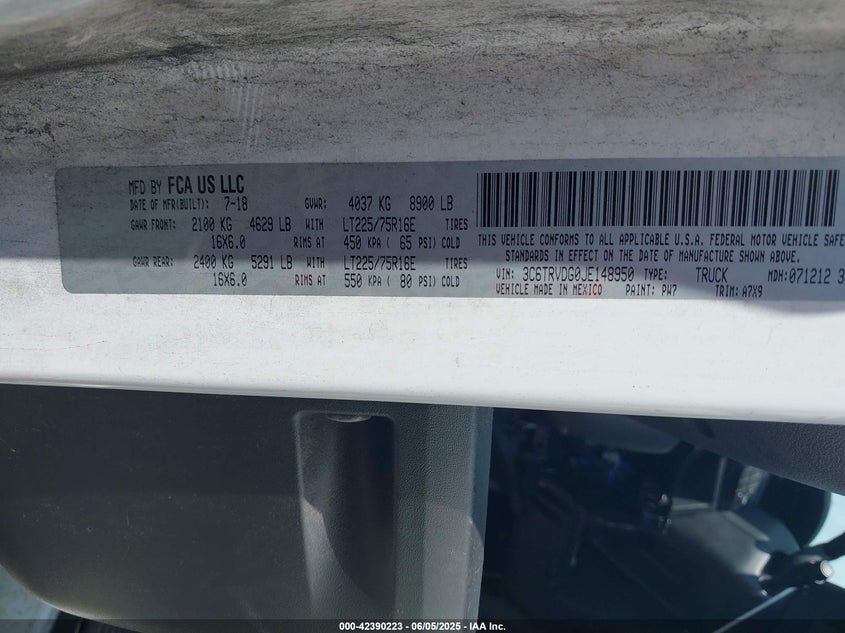 MFD BY FCA US LLC
DATE OF MFR(BUILT): 7-18 GVWR: 4037 KG 8900 LB
GAWR FRONT: 2100 KG 4629 LB WITH LT225/75R16E TIRES
16X6.0 RIMS AT 450 KPA ( 65 PSI) COLD
GAWR REAR: 2400 KG 5291 LB WITH LT225/75R16E TIRES
16X6.0 RIMS AT 550 KPA ( 80 PSI) COLD
THIS VEHICLE CONFORMS TO ALL APPLICABLE U.S.A. FEDERAL MOTOR VEHICLE SAFE
STANDARDS IN EFFECT ON THE DATE OF MANUFACTURE SHOWN ABOVE.
VIN: 3C6TRVDG0JE148950 TYPE: TRUCK MDH: 071212 3
VEHICLE MADE IN MEXICO PAINT: PW7 TRIM: A7X9
000-42390223 - 06/05/2025 - IAA Inc.